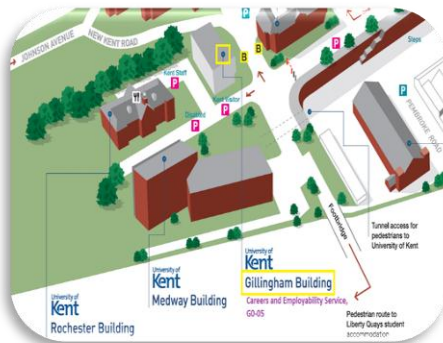 JOHNSON AVENUE
NEW KENT ROAD
P
Steps
B
B
P
Kent Staff
P
Kent Visitor
P
Disabled
P
P
PEMBROKE ROAD
Footbridge
Tunnel access for
pedestrians to
University of Kent
University of
Kent
Gillingham Building
Careers and Employability Service,
G0-05
University of
Kent
Medway Building
University of
Kent
Rochester Building
Pedestrian route to
Liberty Quays student
accommodation